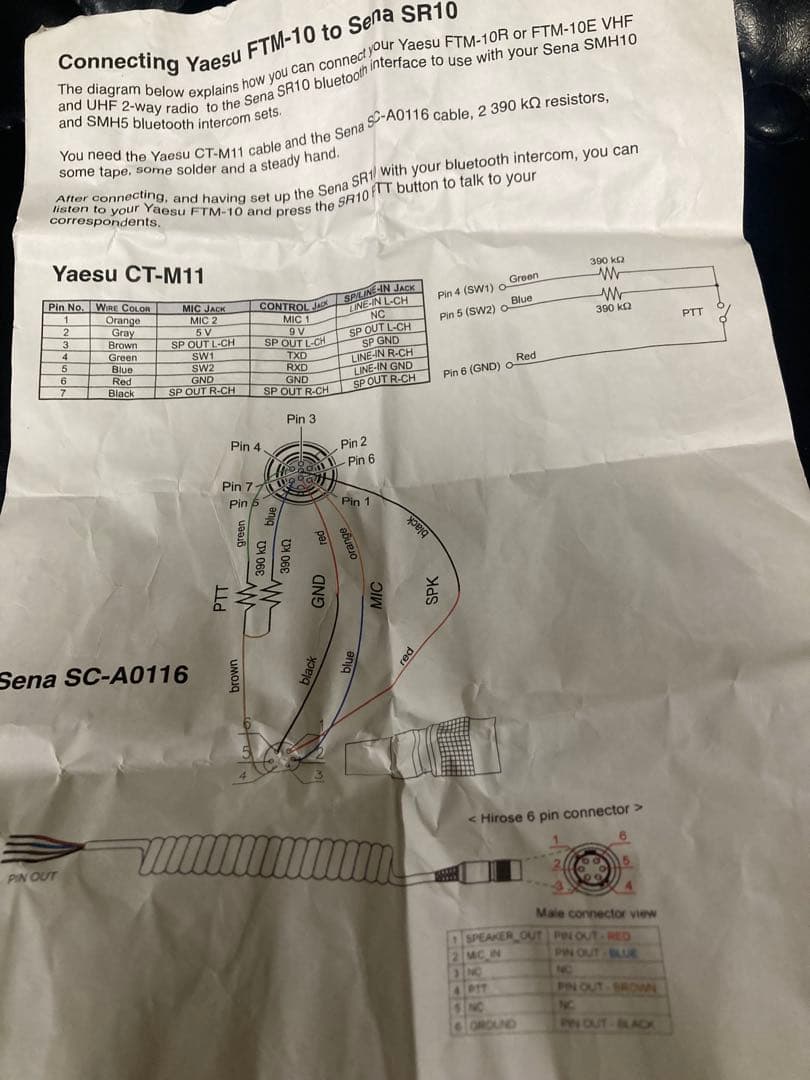 Connecting Yaesu FTM-10 to Sena SR10
The diagram below explains how you can connect your Yaesu FTM-10R or FTM-10E VHF
and UHF 2-way radio to the Sena SR10 bluetooth interface to use with your Sena SMH10
and SMH5 bluetooth intercom sets.
You need the Yaesu CT-M11 cable and the Sena SC-A0116 cable, 2 390 kΩ resistors,
some tape, some solder and a steady hand.
After connecting, and having set up the Sena SR1 with your bluetooth intercom, you can
listen to your Yaesu FTM-10 and press the SR10 PTT button to talk to your
correspondents.
Yaesu CT-M11
Pin No. WIRE COLOR MIC JACK CONTROL JACK SP/LINE-IN JACK
1 Orange MIC 2 MIC 1 LINE-IN L-CH
2 Gray 5 V 9 V NC
3 Brown SP OUT L-CH SP OUT L-CH SP OUT L-CH
4 Green SW1 TXD SP GND
5 Blue SW2 RXD LINE-IN R-CH
6 Red GND GND LINE-IN GND
7 Black SP OUT R-CH SP OUT R-CH SP OUT R-CH
390 kΩ
Pin 4 (SW1) Green
Pin 5 (SW2) Blue
390 kΩ
PTT
Pin 6 (GND) Red
Pin 3
Pin 4
Pin 2
Pin 6
Pin 7
Pin 5
Pin 1
green
blue
red
orange
black
390 kΩ
390 kΩ
PTT
GND
MIC
SPK
Sena SC-A0116
brown
black
blue
red
6
1
5
2
4
3
< Hirose 6 pin connector >
1
6
2
5
3
4
PIN OUT
Male connector view
1 SPEAKER_OUT PIN OUT - RED
2 MIC_IN PIN OUT - BLUE
3 NC NC
4 PTT PIN OUT - BROWN
5 NC NC
6 GROUND PIN OUT - BLACK